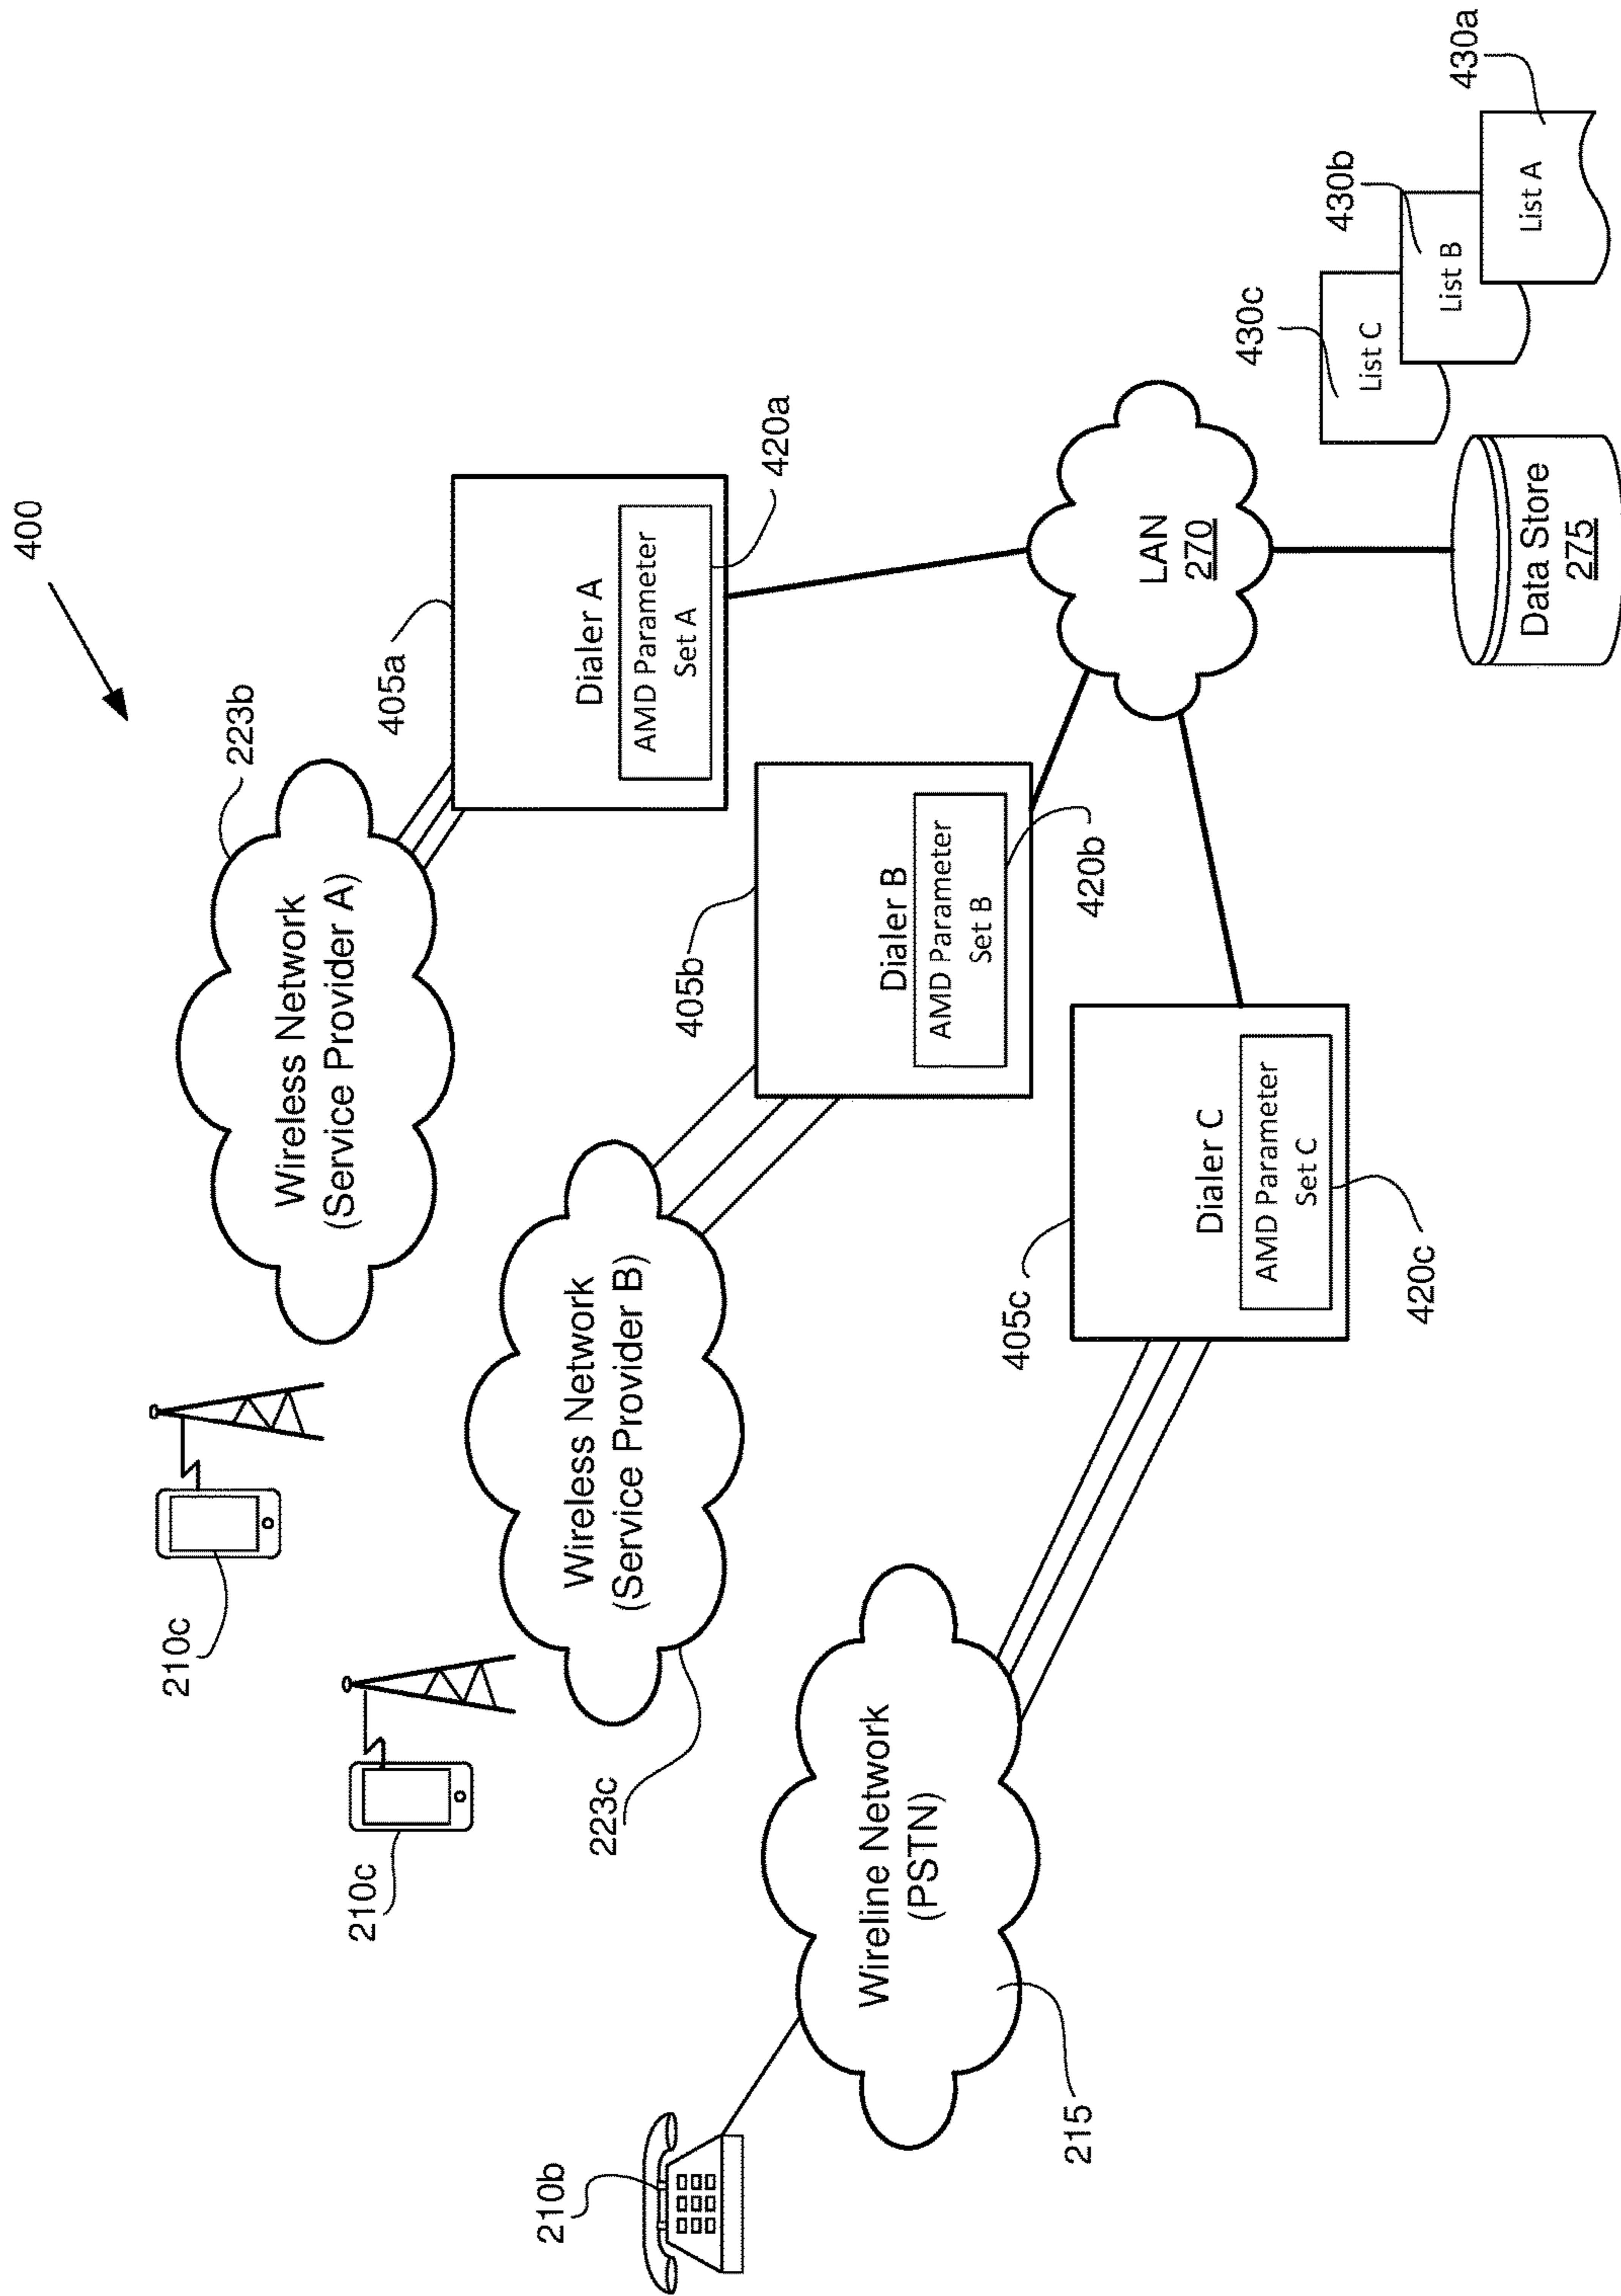 400
210c
Wireless Network
(Service Provider A)
223b
405a
Dialer A
AMD Parameter
Set A
420a
210c
Wireless Network
(Service Provider B)
223c
405b
Dialer B
AMD Parameter
Set B
420b
210b
Wireline Network
(PSTN)
215
405c
Dialer C
AMD Parameter
Set C
420c
LAN
270
430c
List C
430b
List B
430a
List A
Data Store
275